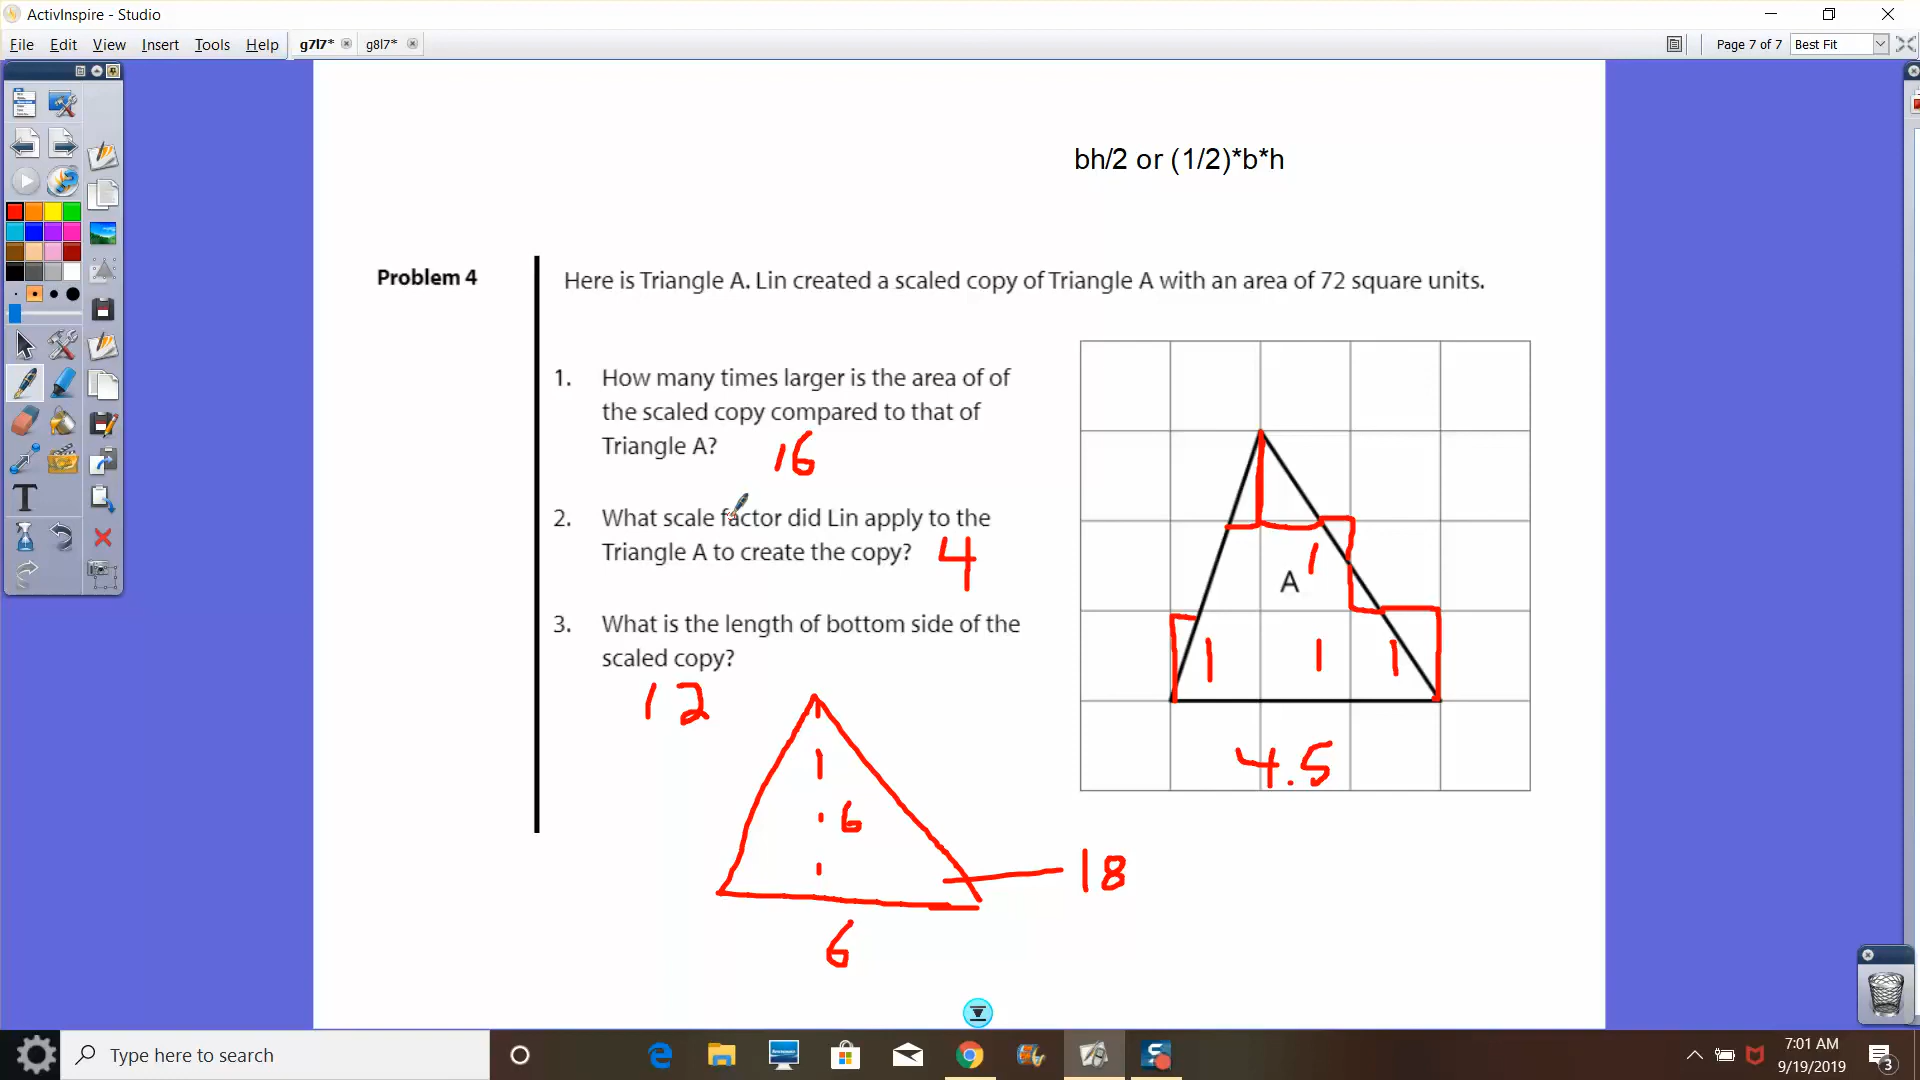 ActivInspire - Studio
File Edit View Insert Tools Help g7l7* g8l7* Page 7 of 7 Best Fit
bh/2 or (1/2)*b*h
Problem 4
Here is Triangle A. Lin created a scaled copy of Triangle A with an area of 72 square units.
1. How many times larger is the area of of
the scaled copy compared to that of
Triangle A?
16
2. What scale factor did Lin apply to the
Triangle A to create the copy?
4
3. What is the length of bottom side of the
scaled copy?
12
1
A
1 1 1
4.5
6
18
6
T
Type here to search
7:01 AM
9/19/2019
3